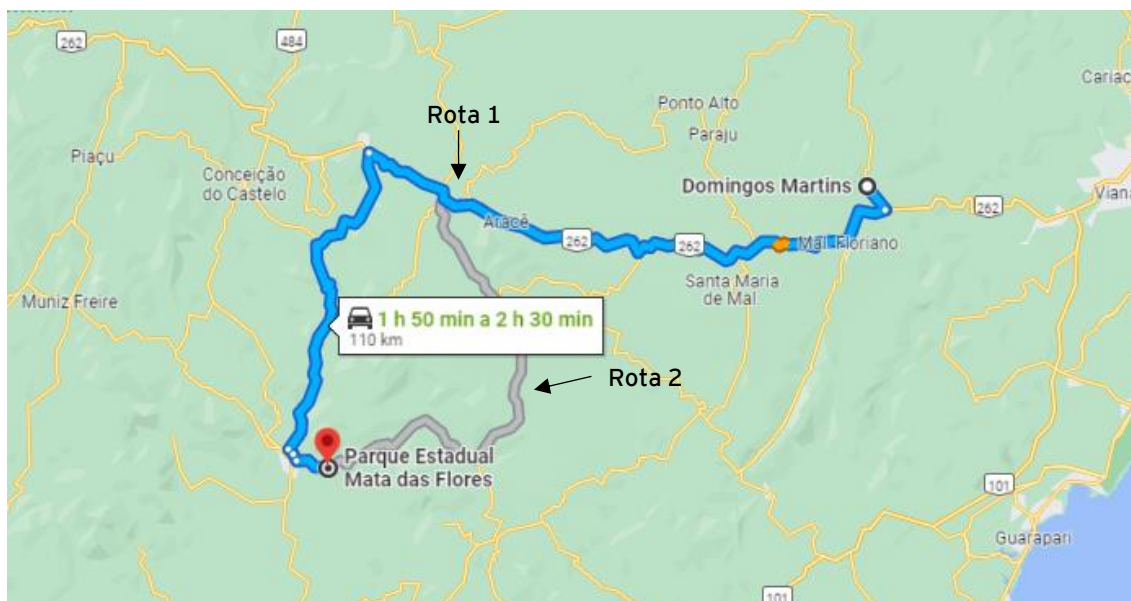 262
484
Cariac
Rota 1
Ponto Alto
Paraju
Piaçu
Conceição
do Castelo
Domingos Martins
Viana
262
Aracê
262
262
Mal. Floriano
Santa Maria
de Mal.
Muniz Freire
1 h 50 min a 2 h 30 min
110 km
Rota 2
Parque Estadual
Mata das Flores
101
Guarapari
101